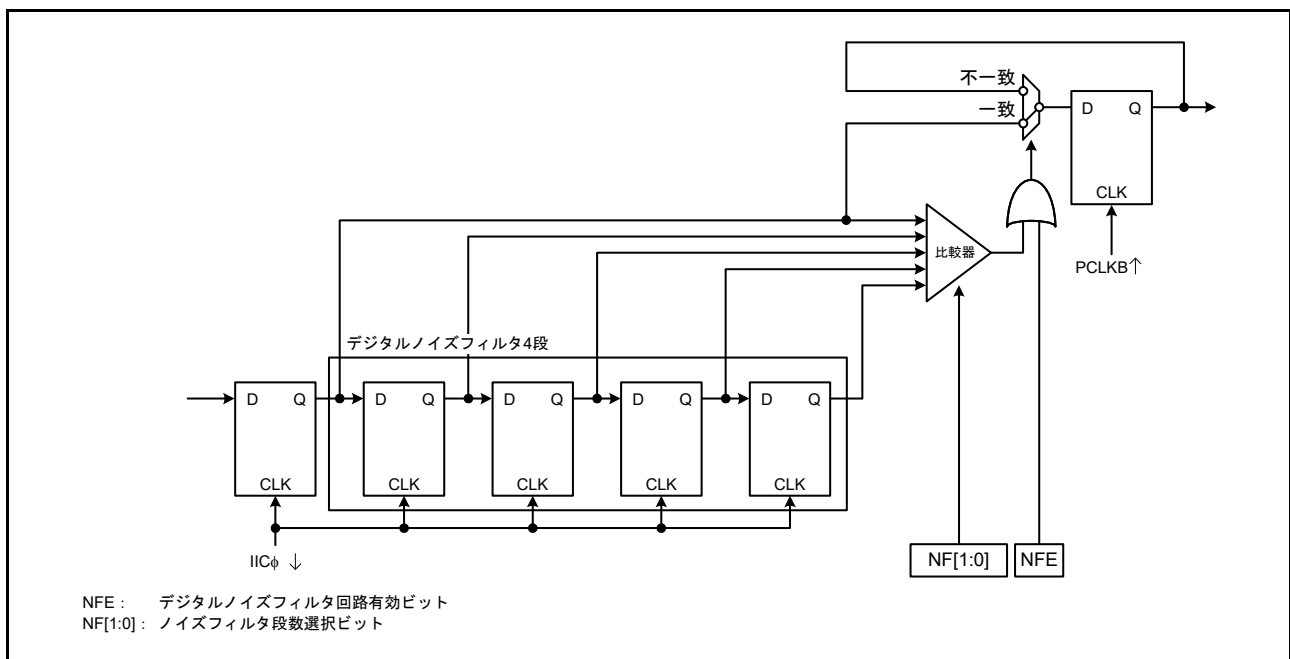 不一致
一致
D Q
CLK
PCLKB↑
比較器
デジタルノイズフィルタ4段
D Q
D Q
D Q
D Q
D Q
CLK
CLK
CLK
CLK
CLK
IICφ ↓
NF[1:0]
NFE
NFE： デジタルノイズフィルタ回路有効ビット
NF[1:0]： ノイズフィルタ段数選択ビット